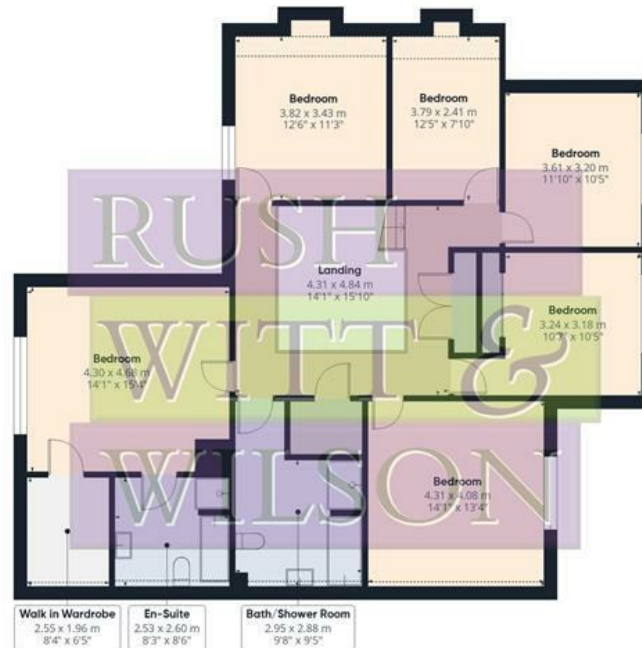 Bedroom
3.82 x 3.43 m
12'6" x 11'3"
Bedroom
3.79 x 2.41 m
12'5" x 7'10"
Bedroom
3.61 x 3.20 m
11'10" x 10'5"
RUSH
Landing
4.31 x 4.84 m
14'1" x 15'10"
Bedroom
3.24 x 3.18 m
10'7" x 10'5"
Bedroom
4.30 x 4.68 m
14'1" x 15'4"
WITT &
WILSON
Bedroom
4.31 x 4.08 m
14'1" x 13'4"
Walk in Wardrobe
2.55 x 1.96 m
8'4" x 6'5"
En-Suite
2.53 x 2.60 m
8'3" x 8'6"
Bath/Shower Room
2.95 x 2.88 m
9'8" x 9'5"